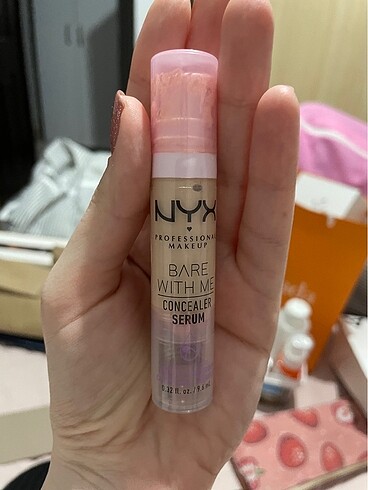 NYX
PROFESSIONAL
MAKEUP
BARE
WITH ME
CONCEALER
SERUM
0.32 fl. oz. / 9.6 mL